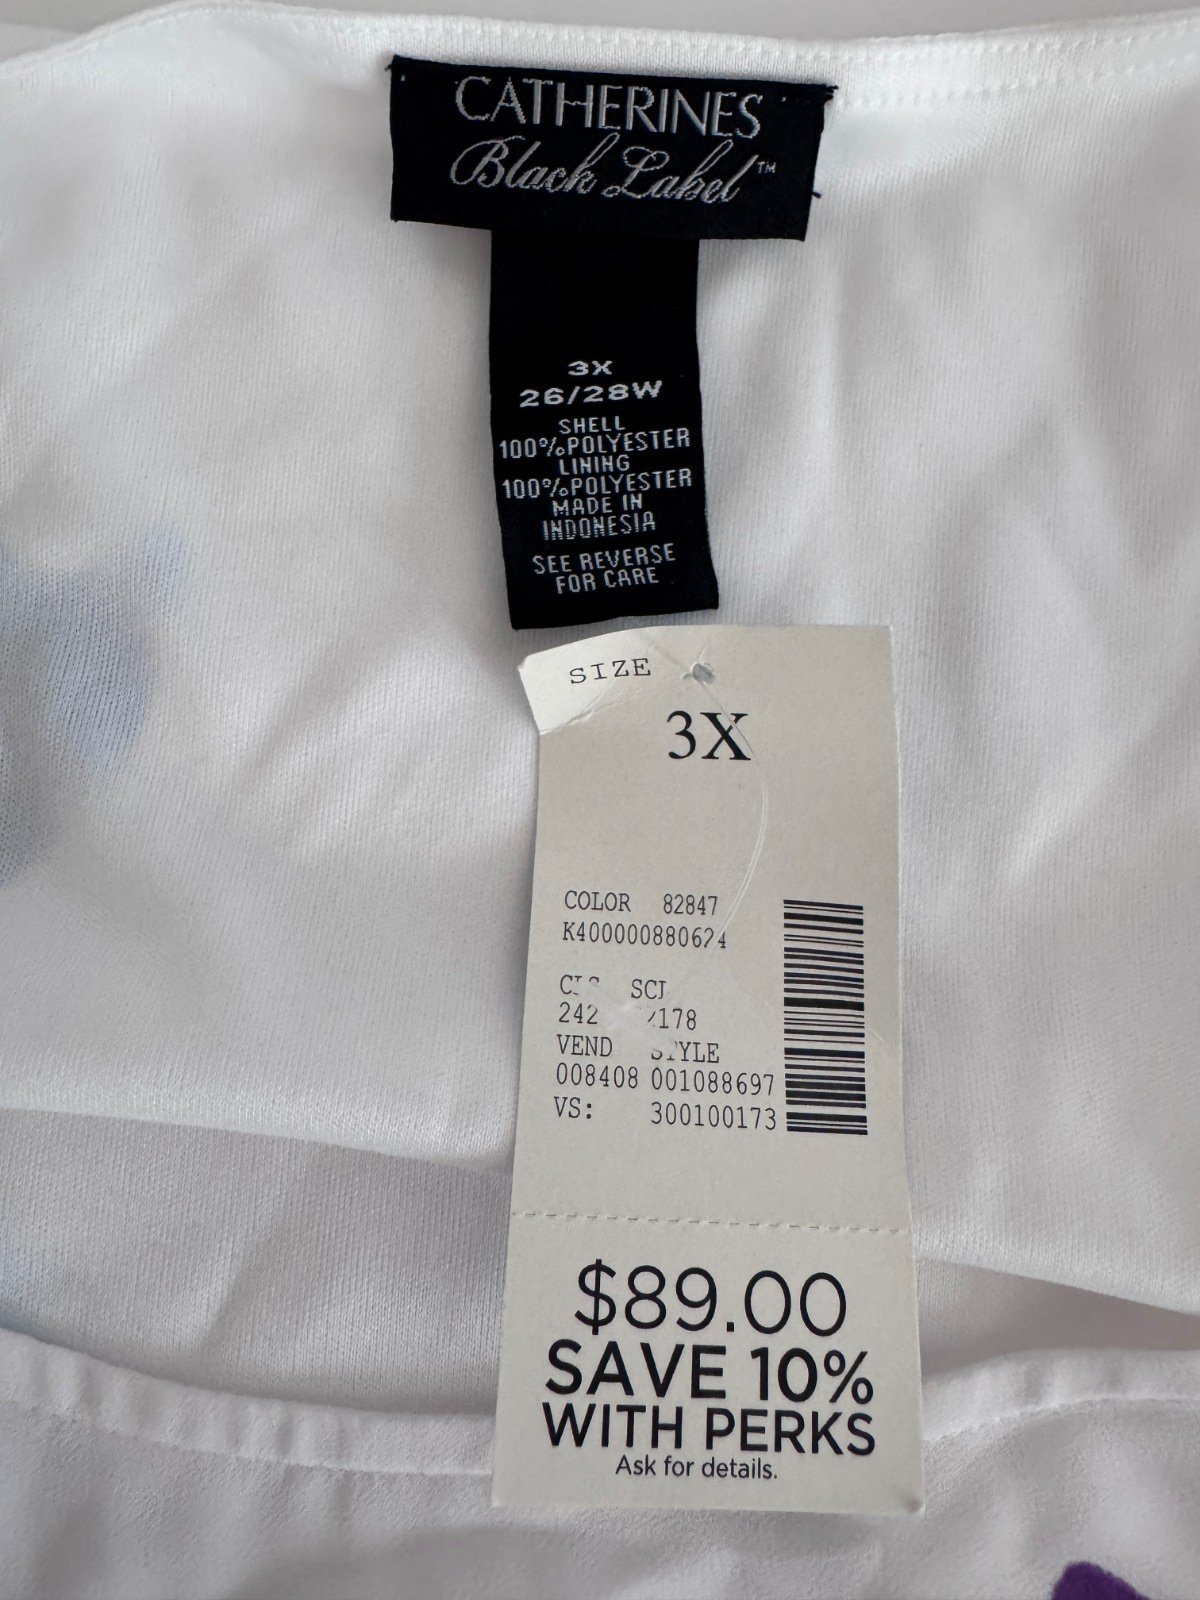 CATHERINES
Black Label™
3X
26/28W
SHELL
100%POLYESTER
LINING
100%POLYESTER
MADE IN
INDONESIA
SEE REVERSE
FOR CARE
SIZE
3X
COLOR 82847
K400000880624
242
VEND STYLE
008408 001088697
VS: 300100173
$89.00
SAVE 10%
WITH PERKS
Ask for details.